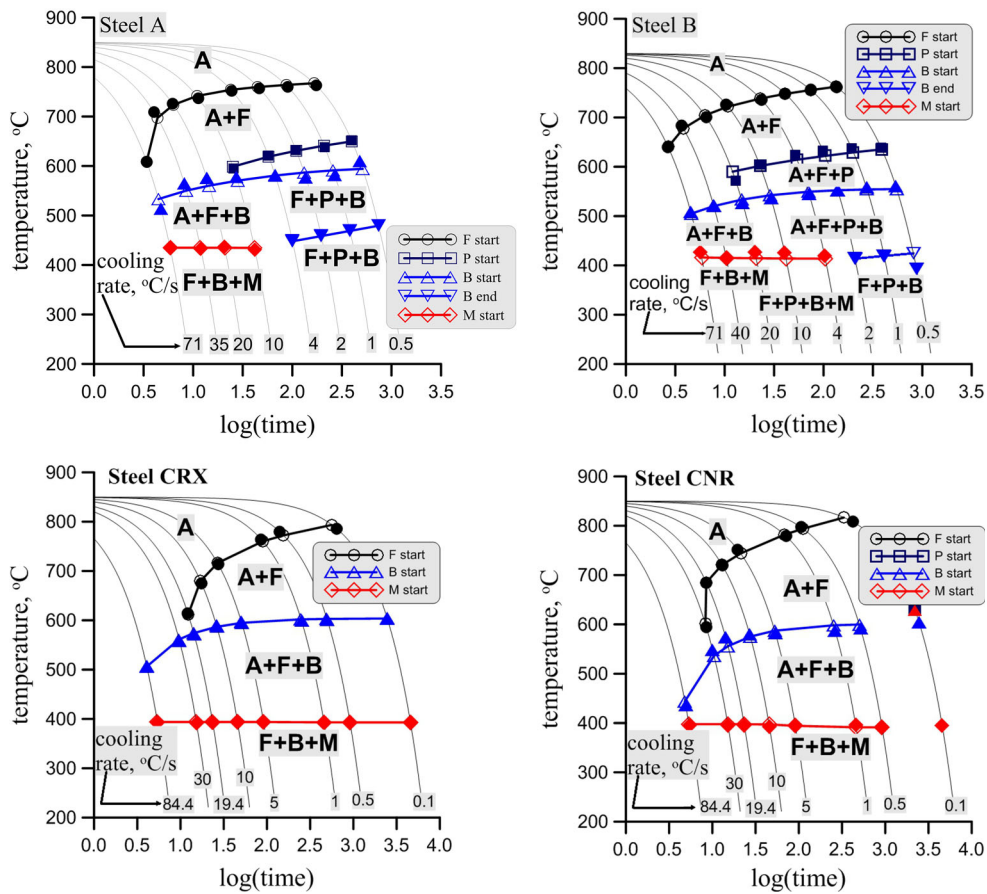 Steel A
900
800
700
600
500
400
300
200
temperature, °C
A
A+F
A+F+B
F+P+B
F+P+B
F+B+M
F start
P start
B start
B end
M start
cooling
rate, °C/s
71 35 20 10 4 2 1 0.5
0.0 0.5 1.0 1.5 2.0 2.5 3.0 3.5
log(time)
Steel B
900
800
700
600
500
400
300
200
temperature, °C
F start
P start
B start
B end
M start
A
A+F
A+F+P
A+F+B
A+F+P+B
F+B+M
F+P+B
F+P+B+M
cooling
rate, °C/s
71 40 20 10 4 2 1 0.5
0.0 0.5 1.0 1.5 2.0 2.5 3.0 3.5
log(time)
Steel CRX
900
800
700
600
500
400
300
200
temperature, °C
A
A+F
A+F+B
F+B+M
F start
B start
M start
cooling
rate, °C/s
84.4 30 19.4 10 5 1 0.5 0.1
0.0 0.5 1.0 1.5 2.0 2.5 3.0 3.5 4.0
log(time)
Steel CNR
900
800
700
600
500
400
300
200
temperature, °C
A
A+F
A+F+B
F+B+M
F start
P start
B start
M start
cooling
rate, °C/s
84.4 30 19.4 10 5 1 0.5 0.1
0.0 0.5 1.0 1.5 2.0 2.5 3.0 3.5 4.0
log(time)